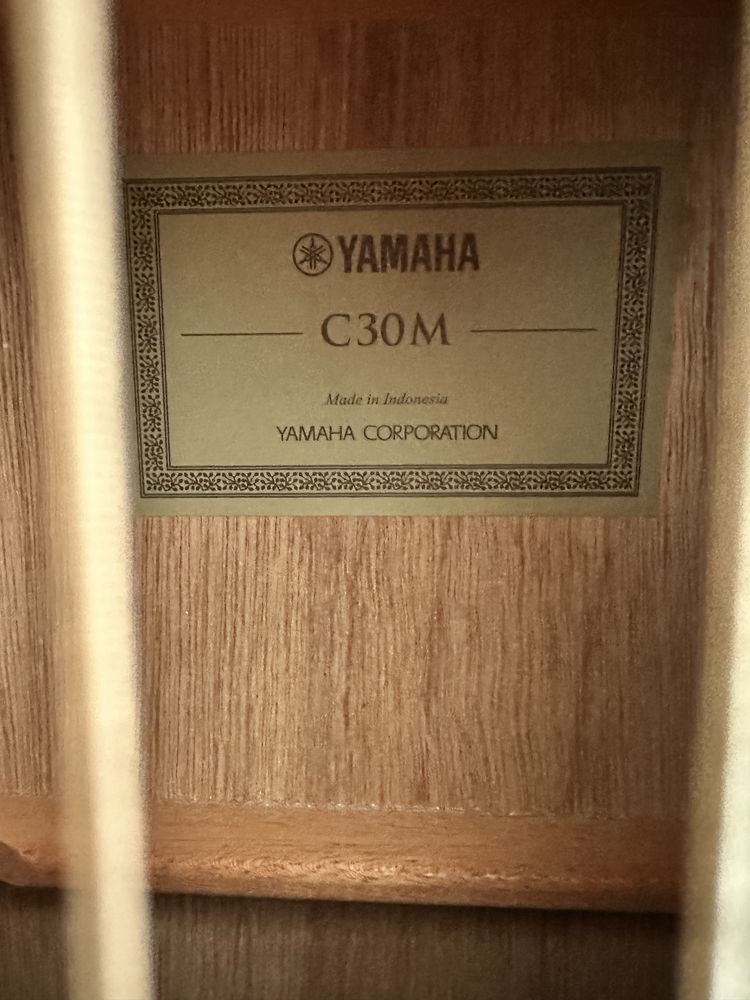 YAMAHA
C30M
Made in Indonesia
YAMAHA CORPORATION